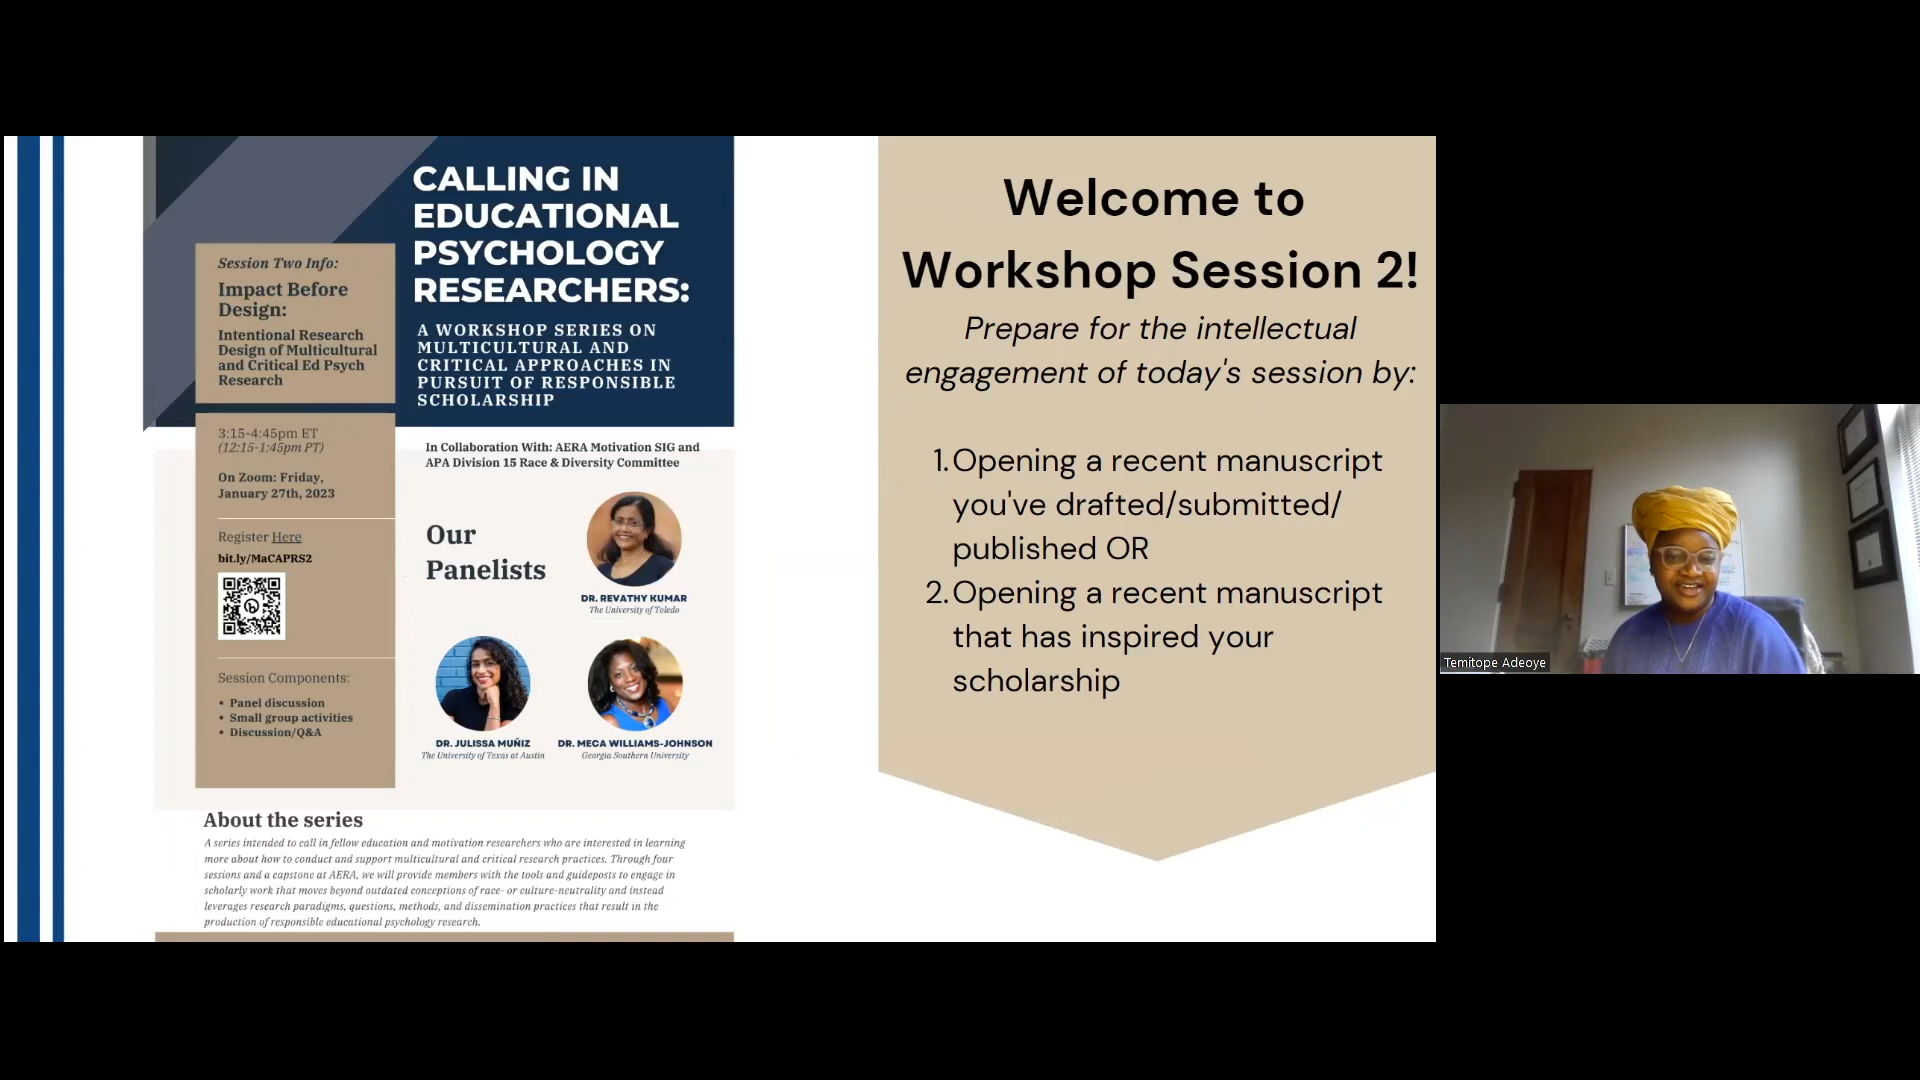 CALLING IN
EDUCATIONAL
PSYCHOLOGY
RESEARCHERS:
A WORKSHOP SERIES ON
MULTICULTURAL AND
CRITICAL APPROACHES IN
PURSUIT OF RESPONSIBLE
SCHOLARSHIP
Session Two Info:
Impact Before
Design:
Intentional Research
Design of Multicultural
and Critical Ed Psych
Research
3:15-4:45pm ET
(12:15-1:45pm PT)
On Zoom: Friday,
January 27th, 2023
Register Here
bit.ly/MaCAPRS2
Session Components:
• Panel discussion
• Small group activities
• Discussion/Q&A
In Collaboration With: AERA Motivation SIG and
APA Division 15 Race & Diversity Committee
Our
Panelists
DR. REVATHY KUMAR
The University of Toledo
DR. JULISSA MUÑIZ
The University of Texas at Austin
DR. MECA WILLIAMS-JOHNSON
Georgia Southern University
About the series
A series intended to call in fellow education and motivation researchers who are interested in learning
more about how to conduct and support multicultural and critical research practices. Through four
sessions and a capstone at AERA, we will provide members with the tools and guideposts to engage in
scholarly work that moves beyond outdated conceptions of race- or culture-neutrality and instead
leverages research paradigms, questions, methods, and dissemination practices that result in the
production of responsible educational psychology research.
Welcome to
Workshop Session 2!
Prepare for the intellectual
engagement of today's session by:
1. Opening a recent manuscript
you've drafted/submitted/
published OR
2. Opening a recent manuscript
that has inspired your
scholarship
Temitope Adeoye